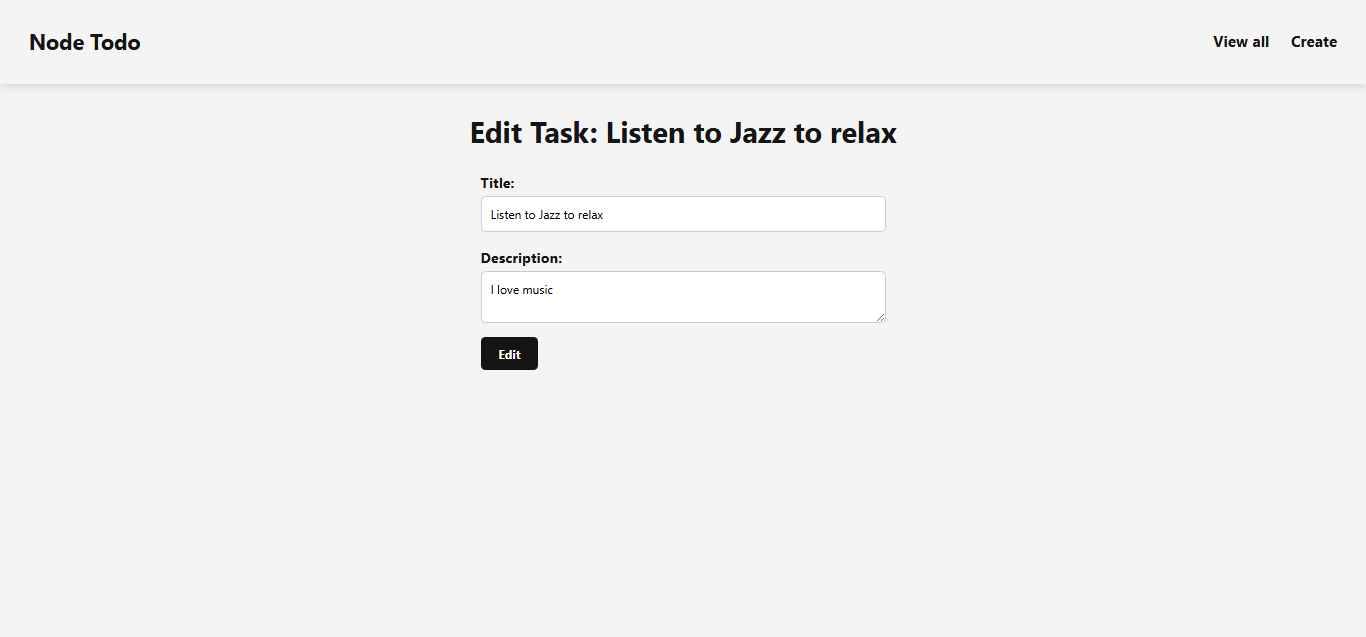 Node Todo
View all
Create
Edit Task: Listen to Jazz to relax
Title:
Listen to Jazz to relax
Description:
I love music
Edit